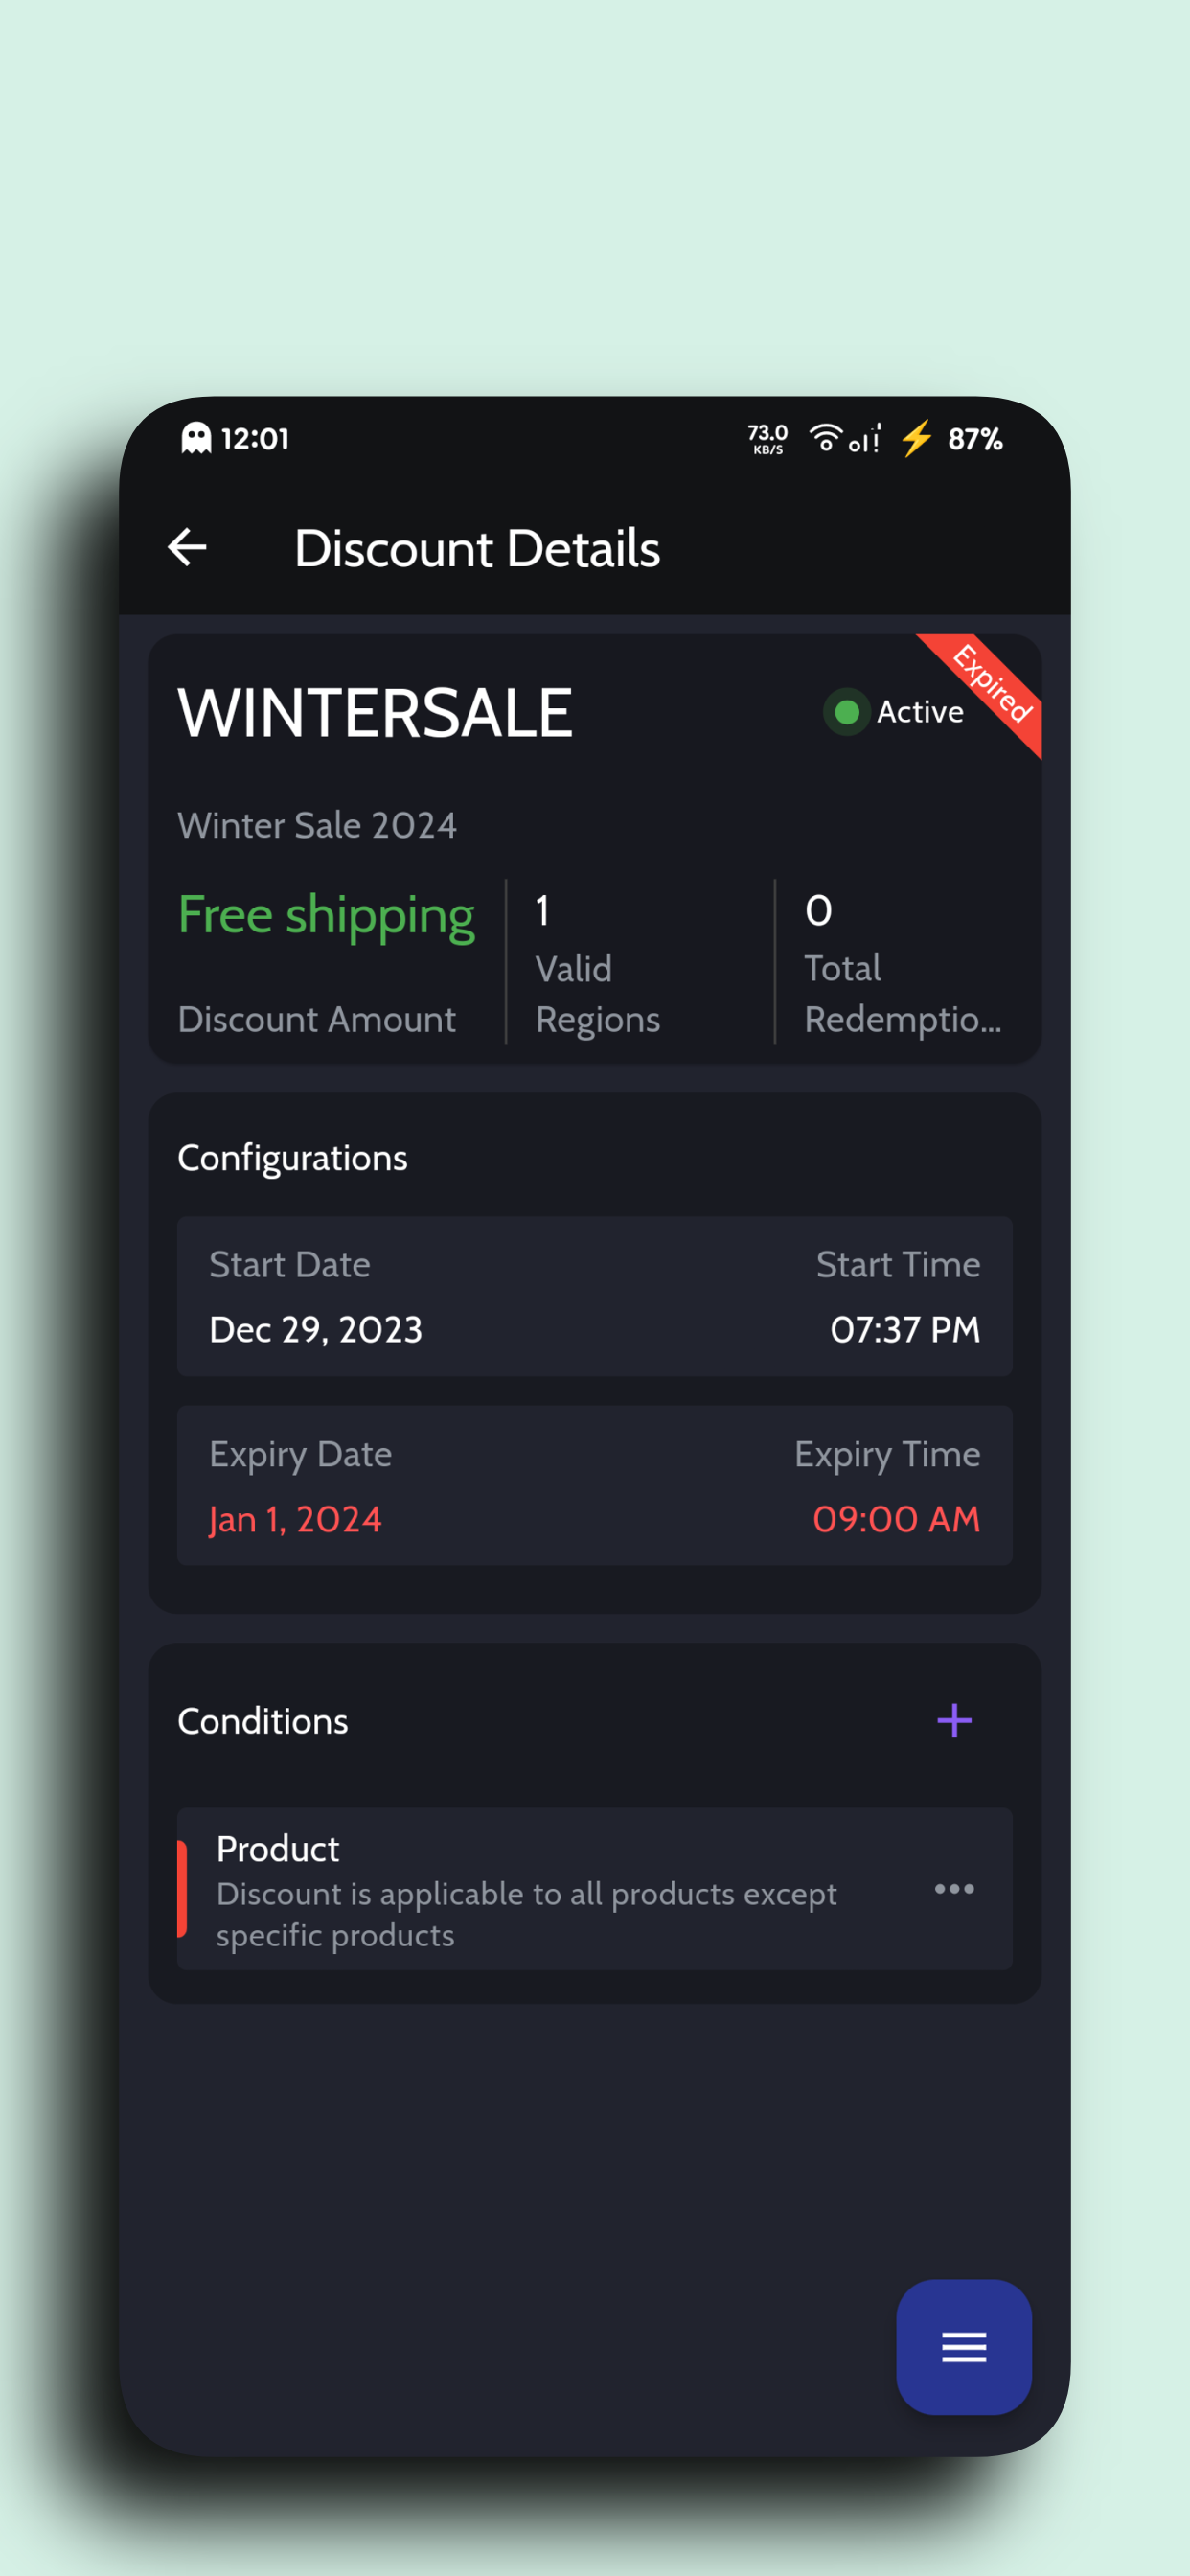 12:01 73.0 KB/S 87%
Discount Details
Expired
WINTERSALE Active
Winter Sale 2024
Free shipping 1 0
Valid Total
Discount Amount Regions Redemptio...
Configurations
Start Date Start Time
Dec 29, 2023 07:37 PM
Expiry Date Expiry Time
Jan 1, 2024 09:00 AM
Conditions
Product
Discount is applicable to all products except
specific products